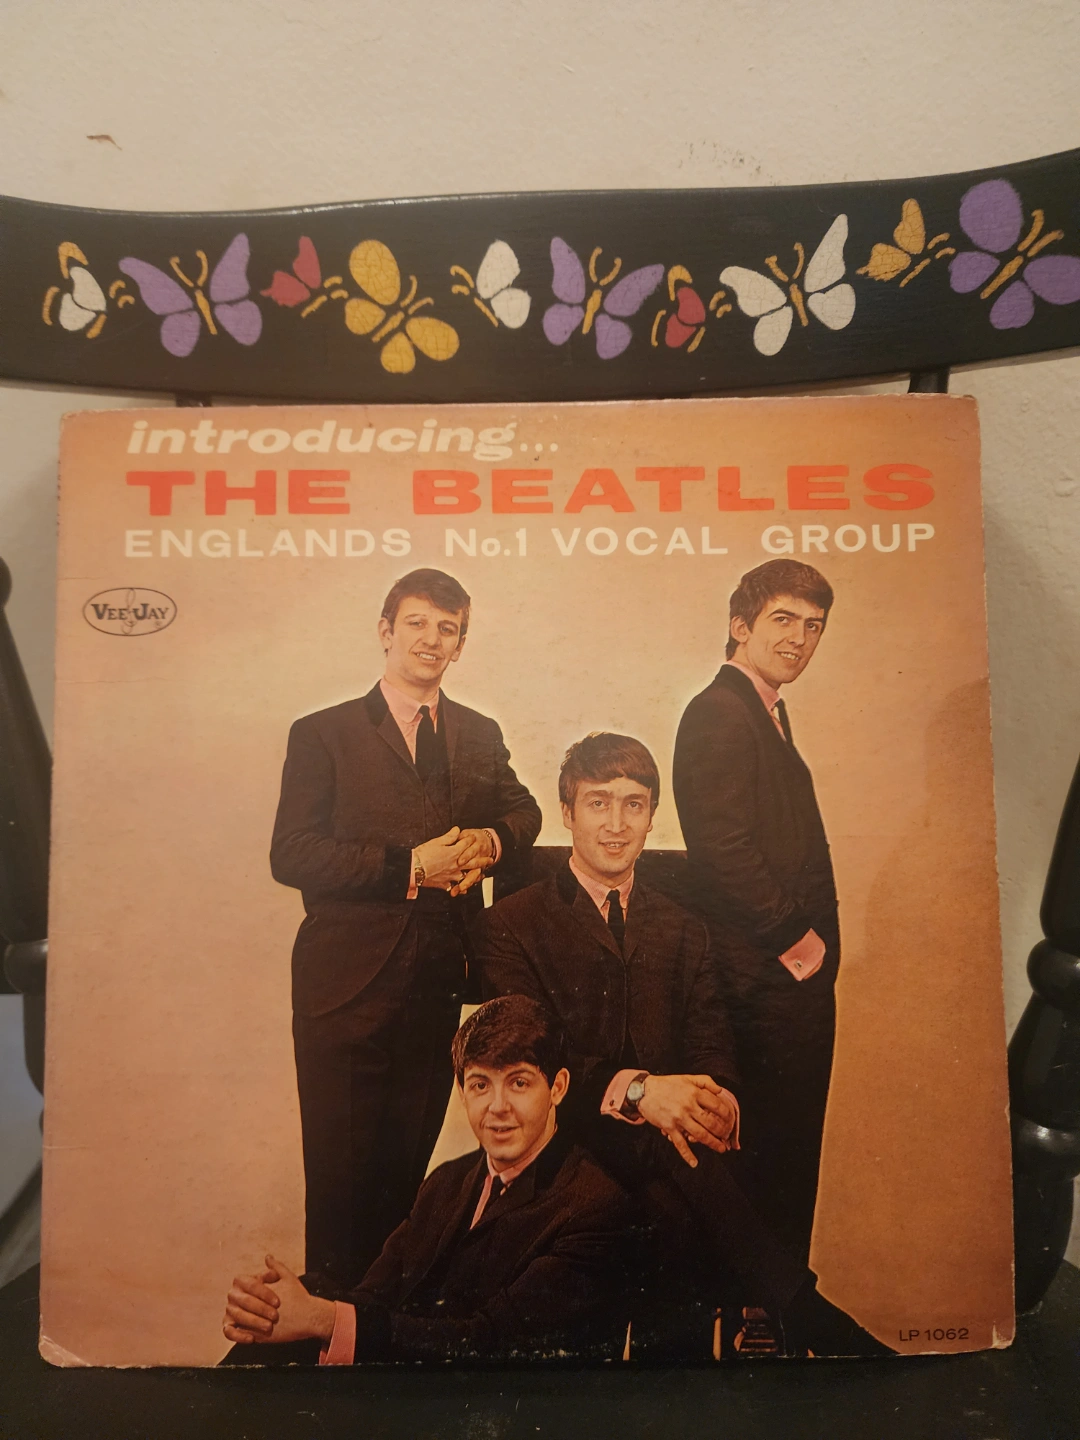 introducing...
THE BEATLES
ENGLANDS No.1 VOCAL GROUP
VEE-JAY
LP 1062